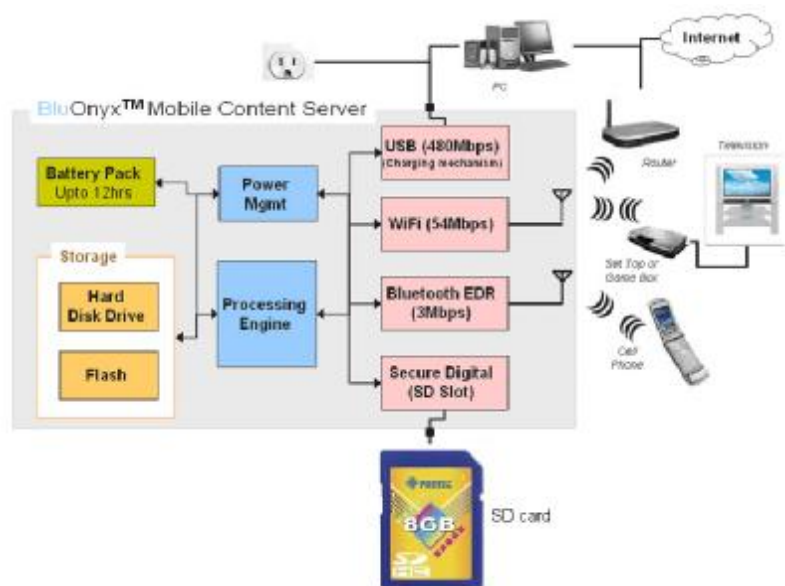 Internet
PC
BluOnyx™ Mobile Content Server
USB (480Mbps)
(Charging mechanism)
Router
Television
Battery Pack
Upto 12hrs
Power
Mgmt
WiFi (54Mbps)
Set Top or
Game Box
Storage
Hard
Disk Drive
Processing
Engine
Bluetooth EDR
(3Mbps)
Cell
Phone
Flash
Secure Digital
(SD Slot)
8GB
SD card